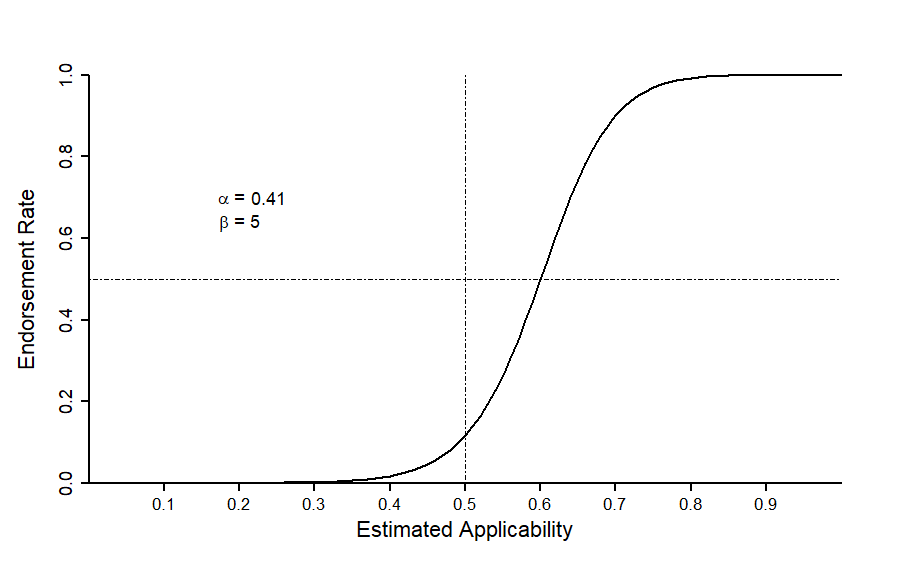 1.0
0.8
0.6
0.4
0.2
0.0
Endorsement Rate
α = 0.41
β = 5
0.1 0.2 0.3 0.4 0.5 0.6 0.7 0.8 0.9
Estimated Applicability